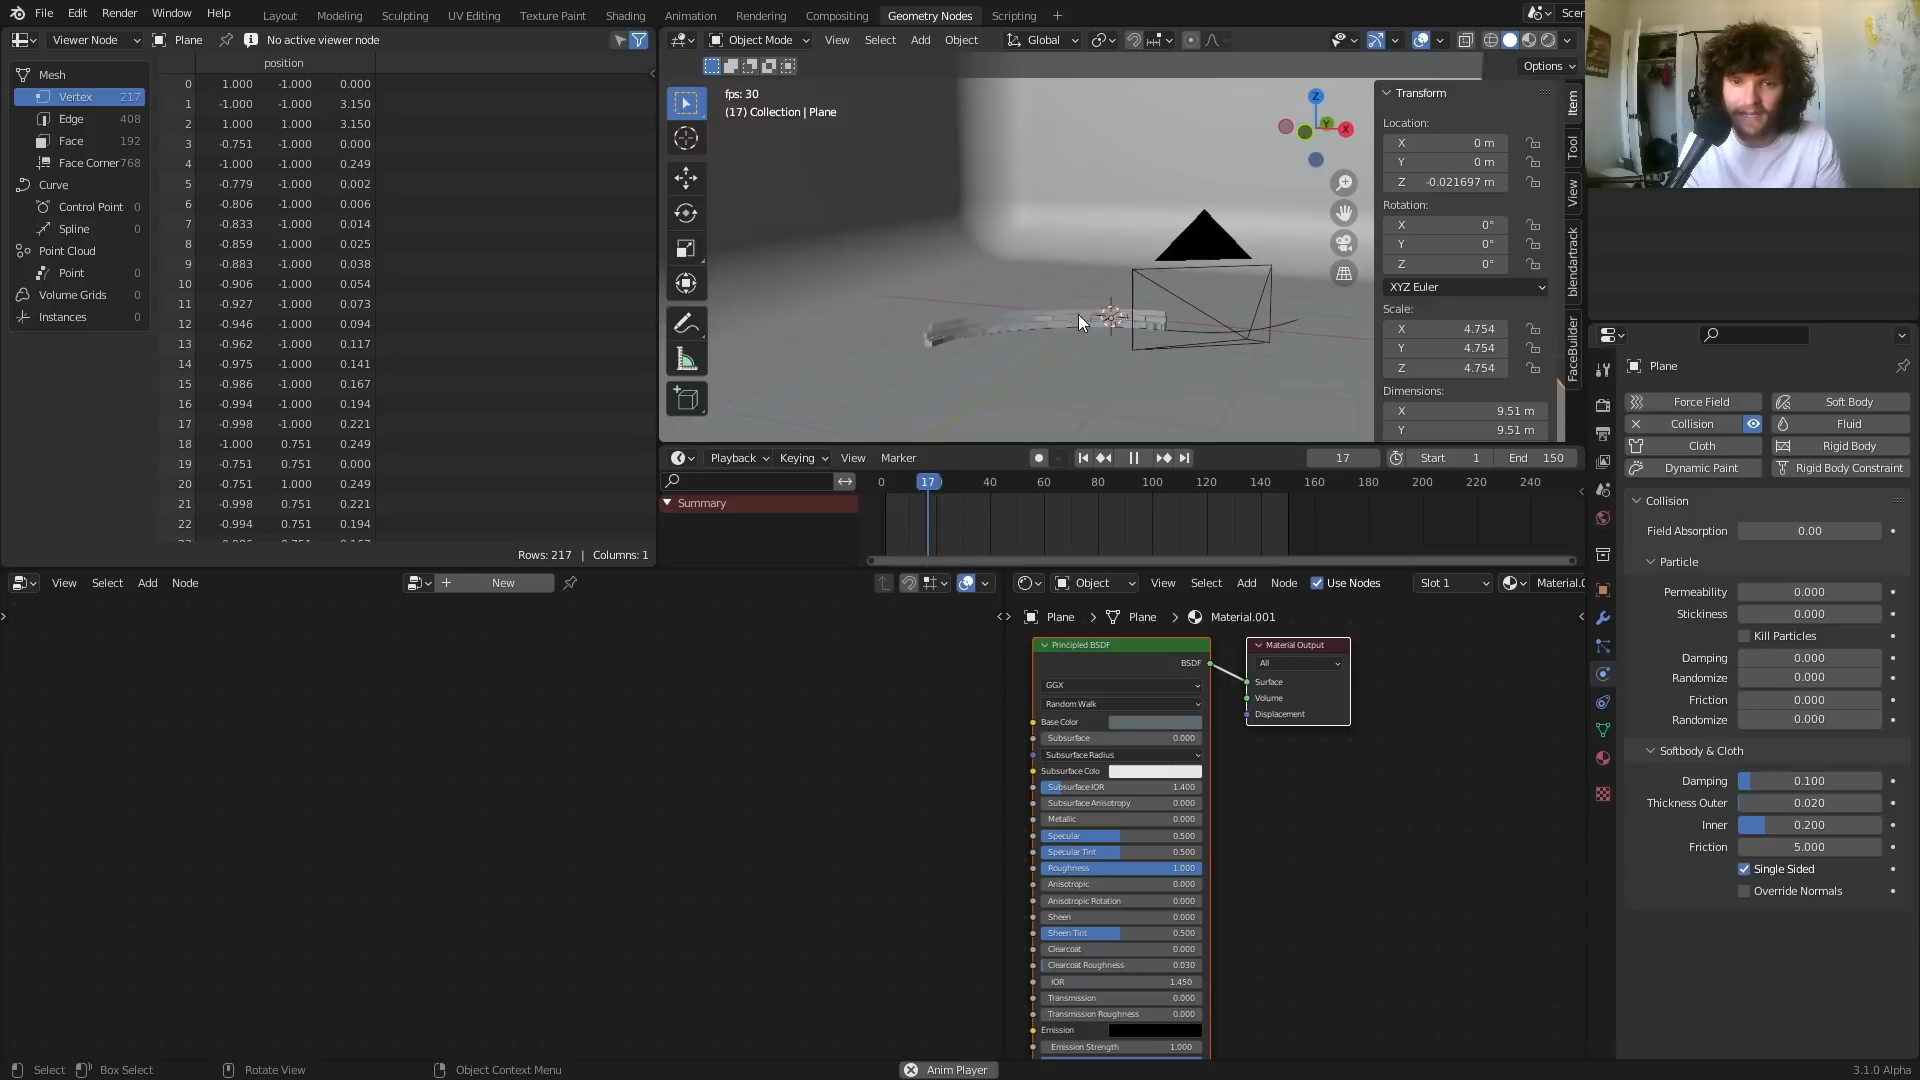 File Edit Render Window Help Layout Modeling Sculpting UV Editing Texture Paint Shading Animation Rendering Compositing Geometry Nodes Scripting +
Viewer Node Plane No active viewer node
Mesh
Vertex 217
Edge 408
Face 192
Face Corner 768
Curve
Control Point 0
Spline 0
Point Cloud
Point 0
Volume Grids 0
Instances 0
position
0 1.000 -1.000 0.000
1 -1.000 -1.000 3.150
2 1.000 1.000 3.150
3 -0.751 -1.000 0.000
4 -1.000 -1.000 0.249
5 -0.779 -1.000 0.002
6 -0.806 -1.000 0.006
7 -0.833 -1.000 0.014
8 -0.859 -1.000 0.025
9 -0.883 -1.000 0.038
10 -0.906 -1.000 0.054
11 -0.927 -1.000 0.073
12 -0.946 -1.000 0.094
13 -0.962 -1.000 0.117
14 -0.975 -1.000 0.141
15 -0.986 -1.000 0.167
16 -0.994 -1.000 0.194
17 -0.998 -1.000 0.221
18 -1.000 0.751 0.249
19 -0.751 0.751 0.000
20 -0.751 1.000 0.249
21 -0.998 0.751 0.221
22 -0.994 0.751 0.194
Rows: 217 | Columns: 1
Object Mode View Select Add Object Global
Options
fps: 30
(17) Collection | Plane
Z
Y
X
Transform
Location:
X 0 m
Y 0 m
Z -0.021697 m
Rotation:
X 0°
Y 0°
Z 0°
XYZ Euler
Scale:
X 4.754
Y 4.754
Z 4.754
Dimensions:
X 9.51 m
Y 9.51 m
Item
Tool
View
blendartrack
FaceBuilder
Playback Keying View Marker 17 Start 1 End 150
0 17 40 60 80 100 120 140 160 180 200 220 240
Summary
View Select Add Node + New
Object View Select Add Node Use Nodes Slot 1
Plane > Plane > Material.001
Principled BSDF
BSDF
GGX
Random Walk
Base Color
Subsurface 0.000
Subsurface Radius
Subsurface Colo
Subsurface IOR 1.400
Subsurface Anisotropy 0.000
Metallic 0.000
Specular 0.500
Specular Tint 0.500
Roughness 1.000
Anisotropic 0.000
Anisotropic Rotation 0.000
Sheen 0.000
Sheen Tint 0.500
Clearcoat 0.000
Clearcoat Roughness 0.030
IOR 1.450
Transmission 0.000
Transmission Roughness 0.000
Emission
Emission Strength 1.000
Material Output
All
Surface
Volume
Displacement
Plane
Force Field Soft Body
Collision Fluid
Cloth Rigid Body
Dynamic Paint Rigid Body Constraint
Collision
Field Absorption 0.00
Particle
Permeability 0.000
Stickiness 0.000
Kill Particles
Damping 0.000
Randomize 0.000
Friction 0.000
Randomize 0.000
Softbody & Cloth
Damping 0.100
Thickness Outer 0.020
Inner 0.200
Friction 5.000
Single Sided
Override Normals
Select Box Select Rotate View Object Context Menu Anim Player 3.1.0 Alpha